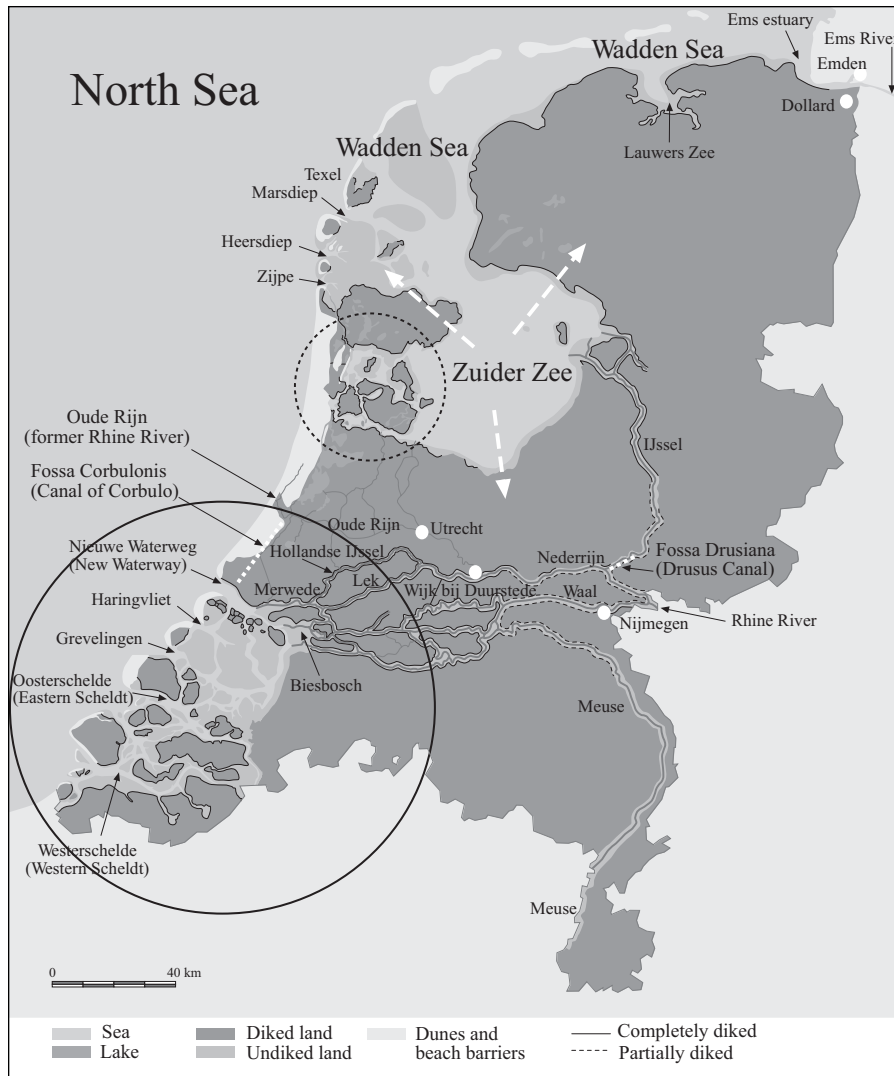 Ems estuary
Ems River
Emden
Wadden Sea
North Sea
Dollard
Lauwers Zee
Wadden Sea
Texel
Marsdiep
Heersdiep
Zijpe
Zuider Zee
Oude Rijn
(former Rhine River)
IJssel
Fossa Corbulonis
(Canal of Corbulo)
Oude Rijn
Utrecht
Nieuwe Waterweg
(New Waterway)
Hollandse IJssel
Nederrijn
Fossa Drusiana
(Drusus Canal)
Merwede
Lek
Wijk bij Duurstede
Waal
Haringvliet
Rhine River
Nijmegen
Grevelingen
Oosterschelde
(Eastern Scheldt)
Biesbosch
Meuse
Westerschelde
(Western Scheldt)
Meuse
0
40 km
Sea
Lake
Diked land
Undiked land
Dunes and
beach barriers
Completely diked
Partially diked